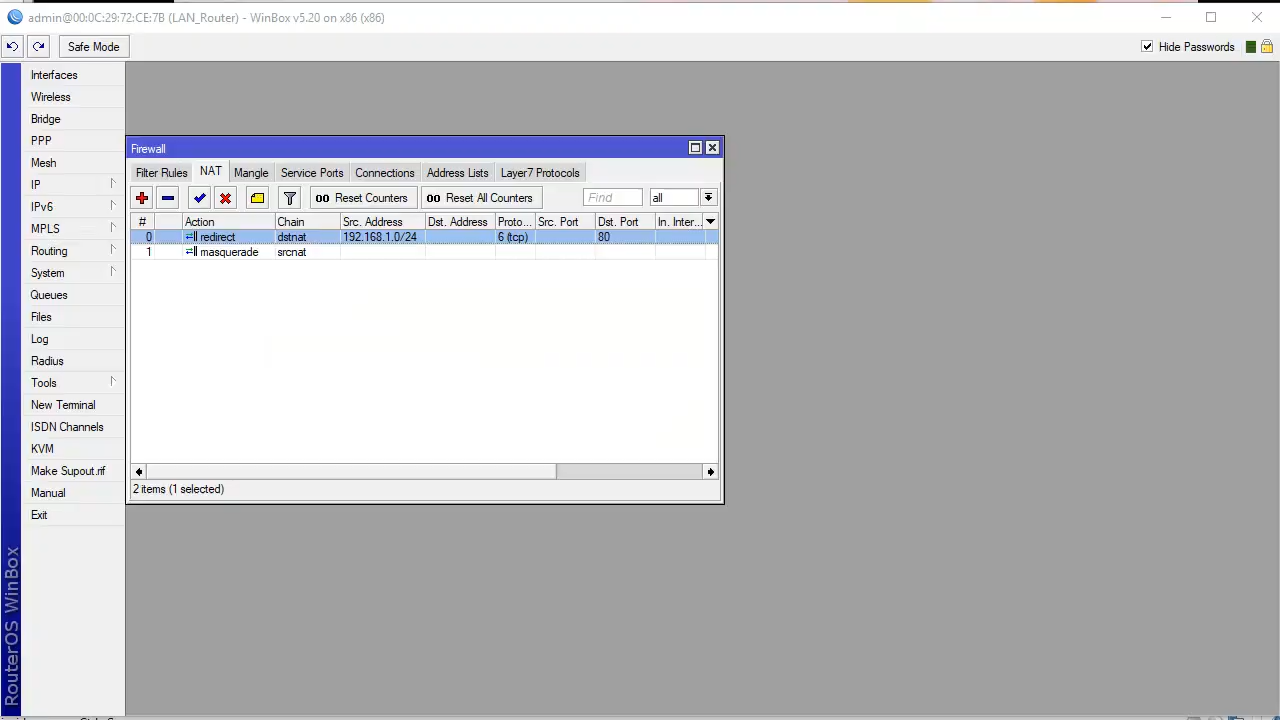 admin@00:0C:29:72:CE:7B (LAN_Router) - WinBox v5.20 on x86 (x86)
Safe Mode
Hide Passwords
Interfaces
Wireless
Bridge
PPP
Mesh
IP
IPv6
MPLS
Routing
System
Queues
Files
Log
Radius
Tools
New Terminal
ISDN Channels
KVM
Make Supout.rif
Manual
Exit
RouterOS WinBox
Firewall
Filter Rules NAT Mangle Service Ports Connections Address Lists Layer7 Protocols
00 Reset Counters 00 Reset All Counters Find all
# Action Chain Src. Address Dst. Address Proto... Src. Port Dst. Port In. Inter...
0 redirect dstnat 192.168.1.0/24 6 (tcp) 80
1 masquerade srcnat
2 items (1 selected)